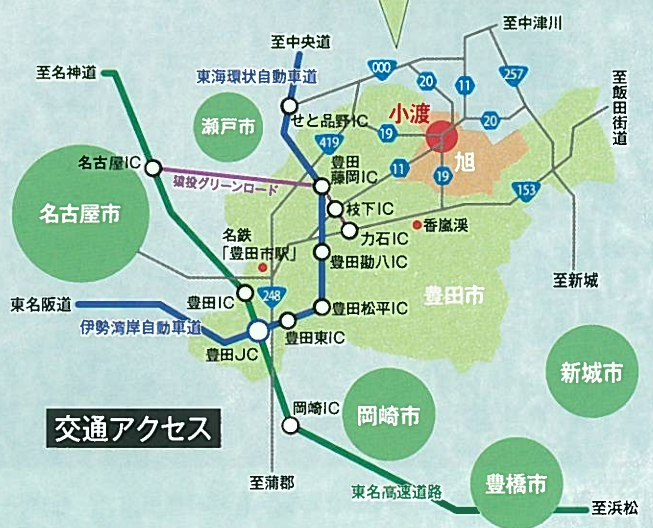 至中津川
至中央道
至名神道
東海環状自動車道
000
20
11
257
至飯田街道
せと品野IC
小渡
瀬戸市
419
19
20
名古屋IC
猿投グリーンロード
豊田
藤岡IC
11
19
旭
153
名古屋市
枝下IC
香嵐渓
力石IC
名鉄
「豊田市駅」
豊田勘八IC
至新城
豊田IC
248
豊田市
東名阪道
豊田松平IC
伊勢湾岸自動車道
豊田東IC
豊田JC
新城市
岡崎IC
岡崎市
交通アクセス
至蒲郡
東名高速道路
豊橋市
至浜松